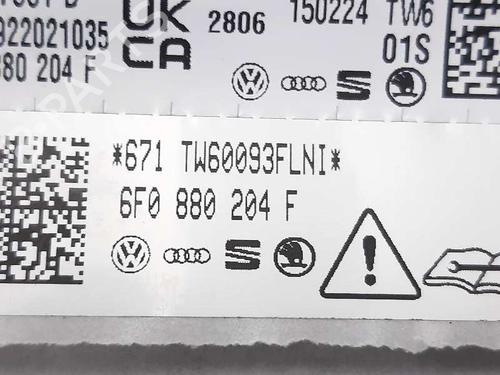 922021035
880 204 F
UK
CA
2806
150224
TW6
01S
*671 TW60093FLNI*
6F0 880 204 F